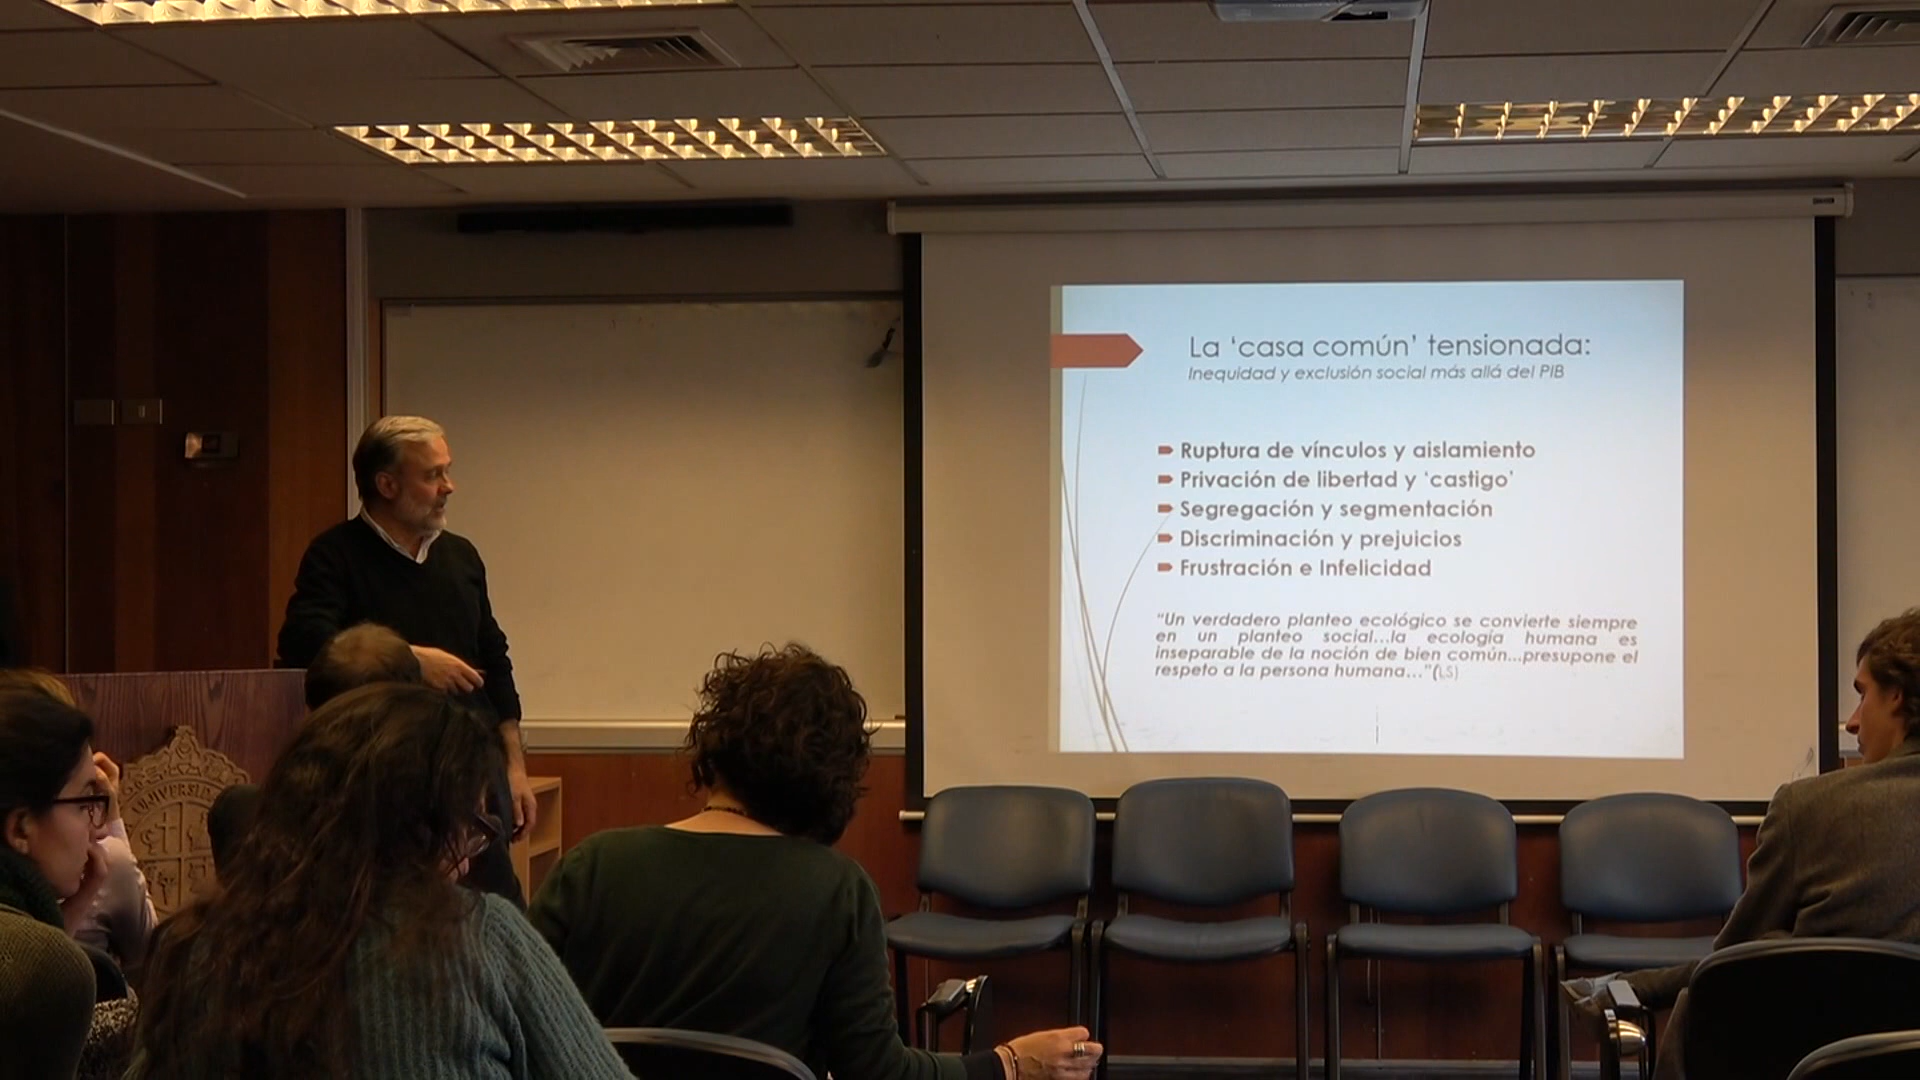 La ‘casa común’ tensionada:
Inequidad y exclusión social más allá del PIB
Ruptura de vínculos y aislamiento
Privación de libertad y ‘castigo’
Segregación y segmentación
Discriminación y prejuicios
Frustración e Infelicidad
“Un verdadero planteo ecológico se convierte siempre
en un planteo social...la ecología humana es
inseparable de la noción de bien común...presupone el
respeto a la persona humana...”(LS)